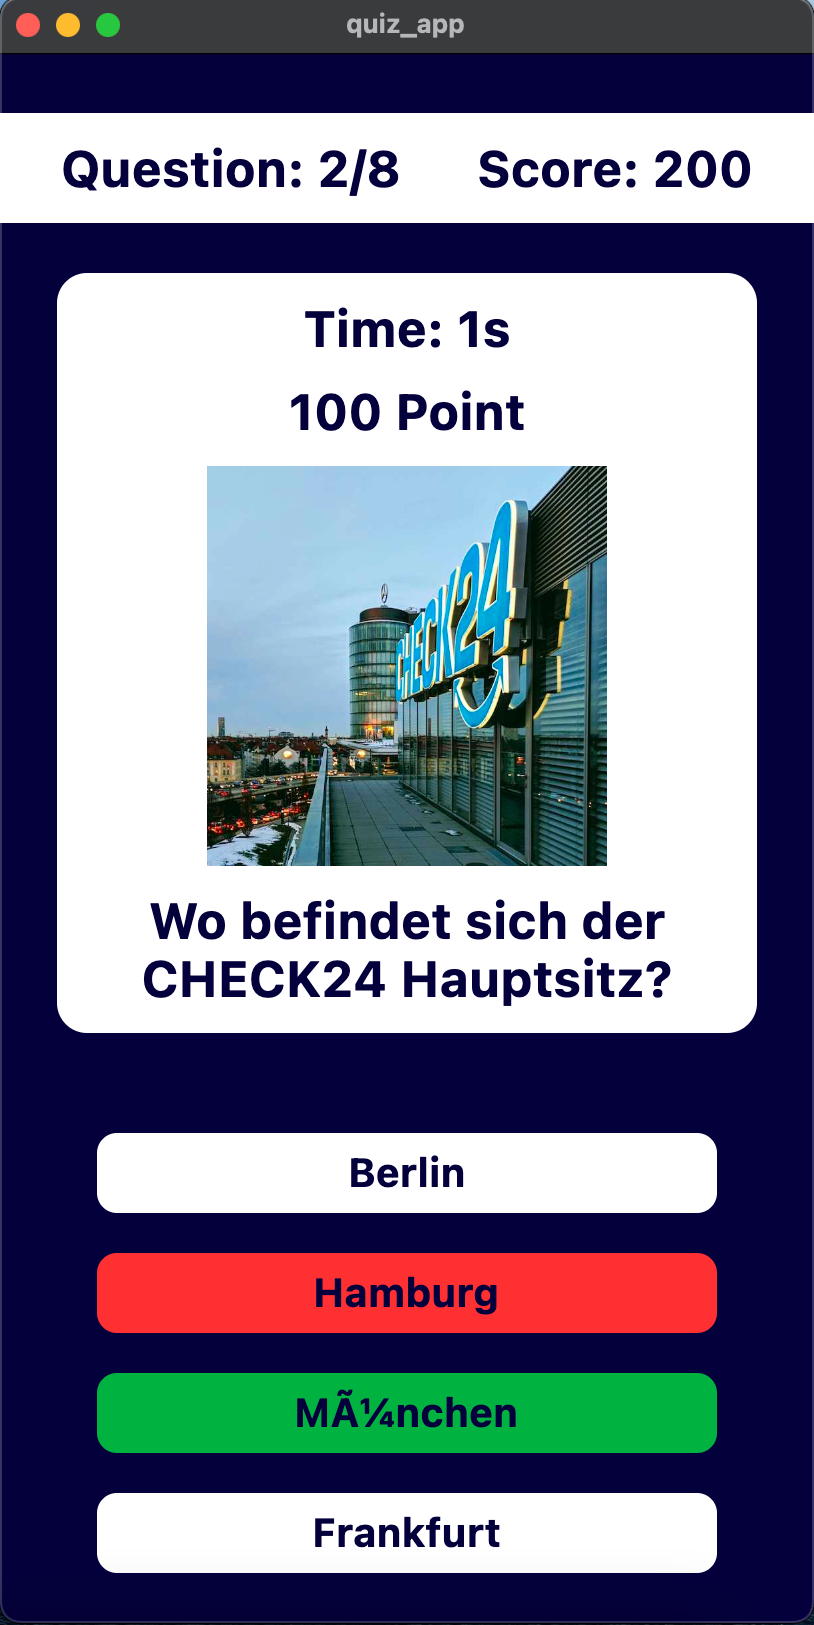 quiz_app
Question: 2/8 Score: 200
Time: 1s
100 Point
CHECK24
Wo befindet sich der
CHECK24 Hauptsitz?
Berlin
Hamburg
MÃ¼nchen
Frankfurt